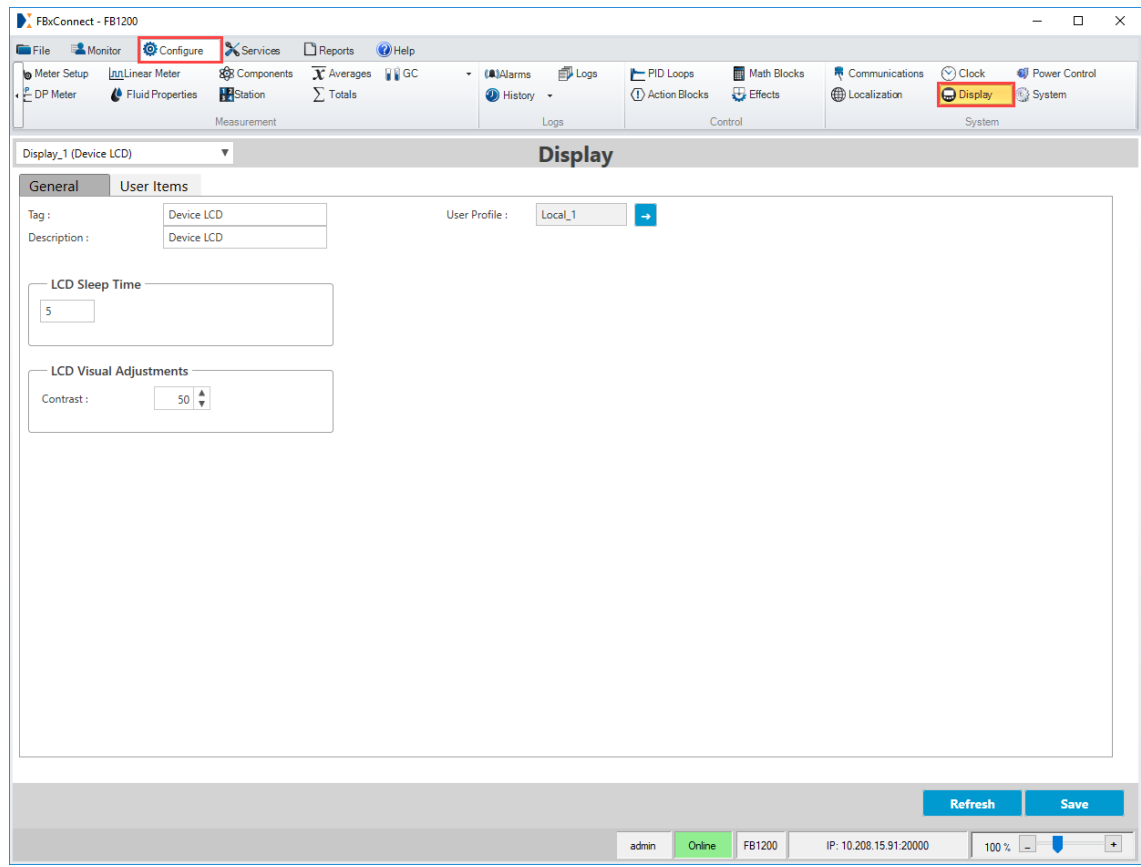 FBxConnect - FB1200
File Monitor Configure Services Reports Help
Meter Setup Linear Meter Components Averages GC Alarms Logs PID Loops Math Blocks Communications Clock Power Control
DP Meter Fluid Properties Station Totals History Action Blocks Effects Localization Display System
Measurement Logs Control System
Display_1 (Device LCD) Display
General User Items
Tag : Device LCD User Profile : Local_1
Description : Device LCD
LCD Sleep Time
5
LCD Visual Adjustments
Contrast : 50
Refresh Save
admin Online FB1200 IP: 10.208.15.91:20000 100 %